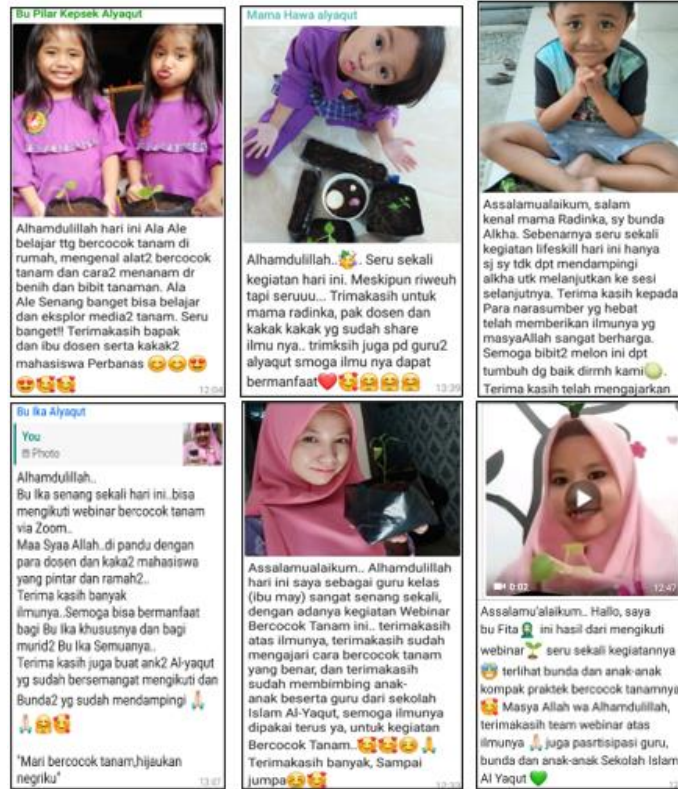 Bu Pilar Kepsek Alyaqut
Alhamdulillah hari ini Ala Ale
belajar ttg bercocok tanam di
rumah, mengenal alat2 bercocok
tanam dan cara2 menanam dr
benih dan bibit tanaman. Ala
Ale Senang banget bisa belajar
dan eksplor media2 tanam. Seru
banget!! Terimakasih bapak
dan ibu dosen serta kakak2
mahasiswa Perbanas 😊😊😍
😍🥰🥰
12:04
Mama Hawa alyaqut
Alhamdulillah..🥳. Seru sekali
kegiatan hari ini. Meskipun riweuh
tapi seruuu... Trimakasih untuk
mama radinka, pak dosen dan
kakak kakak yg sudah share
ilmu nya.. trimksih juga pd guru2
alyaqut smoga ilmu nya dapat
bermanfaat❤️🥰🤗🤗🤗
13:39
Assalamualaikum, salam
kenal mama Radinka, sy bunda
Alkha. Sebenarnya seru sekali
kegiatan lifeskill hari ini hanya
sj sy tdk dpt mendampingi
alkha utk melanjutkan ke sesi
selanjutnya. Terima kasih kepada
Para narasumber yg hebat
telah memberikan ilmunya yg
masyaAllah sangat berharga.
Semoga bibit2 melon ini dpt
tumbuh dg baik dirmh kami🍈.
Terima kasih telah mengajarkan
Bu Ika Alyaqut
You
Photo
Alhamdulillah..
Bu Ika senang sekali hari ini..bisa
mengikuti webinar bercocok tanam
via Zoom..
Maa Syaa Allah..di pandu dengan
para dosen dan kaka2 mahasiswa
yang pintar dan ramah2..
Terima kasih banyak
ilmunya..Semoga bisa bermanfaat
bagi Bu Ika khususnya dan bagi
murid2 Bu Ika Semuanya..
Terima kasih juga buat ank2 Al-yaqut
yg sudah bersemangat mengikuti dan
Bunda2 yg sudah mendampingi 🙏
🙏🤗🥰
"Mari bercocok tanam,hijaukan
negriku"
13:47
Assalamualaikum.. Alhamdulillah
hari ini saya sebagai guru kelas
(ibu may) sangat senang sekali,
dengan adanya kegiatan Webinar
Bercocok Tanam ini.. terimakasih
atas ilmunya, terimakasih sudah
mengajari cara bercocok tanam
yang benar, dan terimakasih
sudah membimbing anak-
anak beserta guru dari sekolah
Islam Al-Yaqut, semoga ilmunya
dipakai terus ya, untuk kegiatan
Bercocok Tanam..🥰🥰😊🙏
Terimakasih banyak, Sampai
jumpa😊🥰
0:02
12:47
Assalamu'alaikum.. Hallo, saya
bu Fita🧕 ini hasil dari mengikuti
webinar🌱 seru sekali kegiatannya
🤩 terlihat bunda dan anak-anak
kompak praktek bercocok tanamnya
🥰 Masya Allah wa Alhamdulillah,
terimakasih team webinar atas
ilmunya 🙏 juga pasrtisipasi guru,
bunda dan anak-anak Sekolah Islam
Al Yaqut 💚